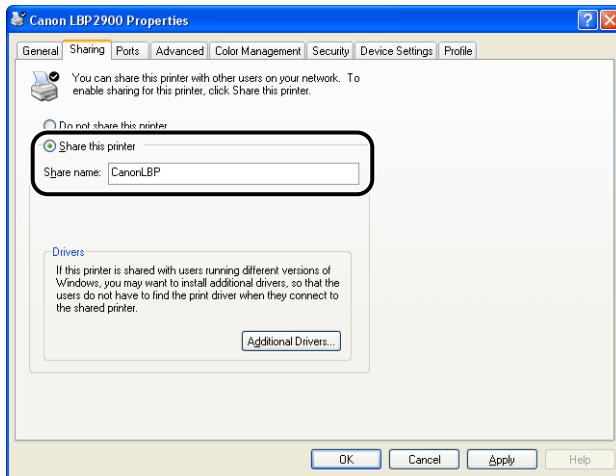 Canon LBP2900 Properties
General Sharing Ports Advanced Color Management Security Device Settings Profile
You can share this printer with other users on your network. To
enable sharing for this printer, click Share this printer.
Do not share this printer
Share this printer
Share name: CanonLBP
Drivers
If this printer is shared with users running different versions of
Windows, you may want to install additional drivers, so that the
users do not have to find the print driver when they connect to
the shared printer.
Additional Drivers...
OK Cancel Apply Help